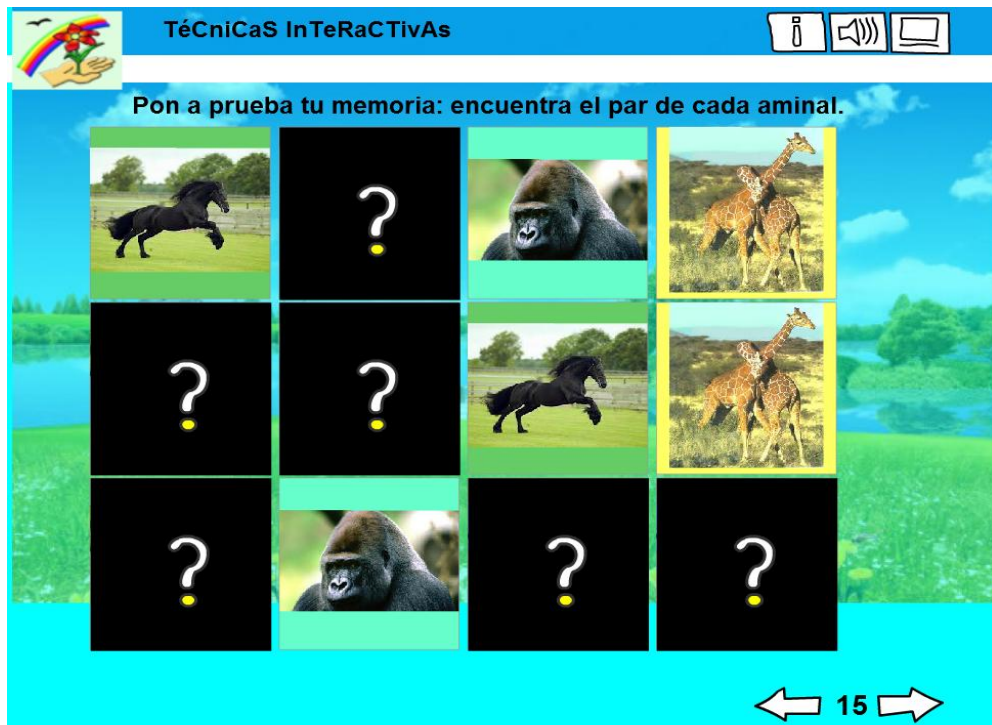 TéCniCaS InTeRaCTivAs
i
Pon a prueba tu memoria: encuentra el par de cada aminal.
?
? ?
? ? ?
15